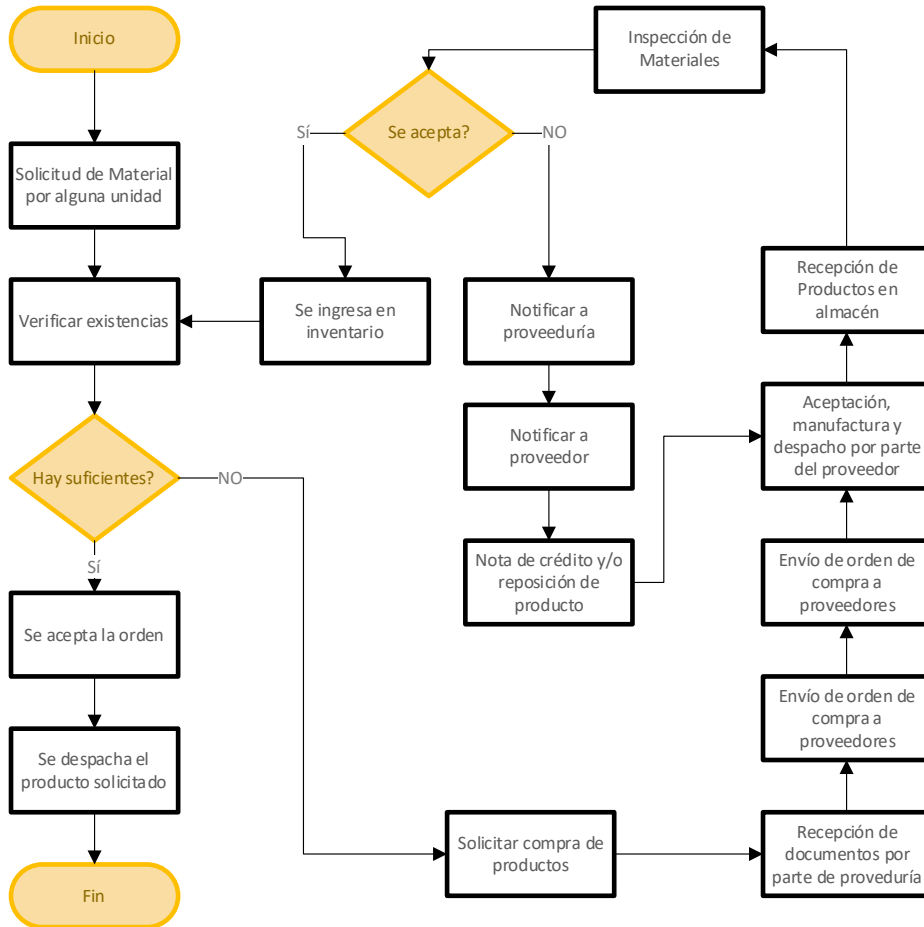 Inicio
Solicitud de Material
por alguna unidad
Verificar existencias
Hay suficientes?
NO
Sí
Se acepta la orden
Se despacha el
producto solicitado
Fin
Inspección de
Materiales
Se acepta?
Sí
NO
Se ingresa en
inventario
Notificar a
proveeduría
Notificar a
proveedor
Nota de crédito y/o
reposición de
producto
Solicitar compra de
productos
Recepción de
Productos en
almacén
Aceptación,
manufactura y
despacho por parte
del proveedor
Envío de orden de
compra a
proveedores
Envío de orden de
compra a
proveedores
Recepción de
documentos por
parte de proveduría